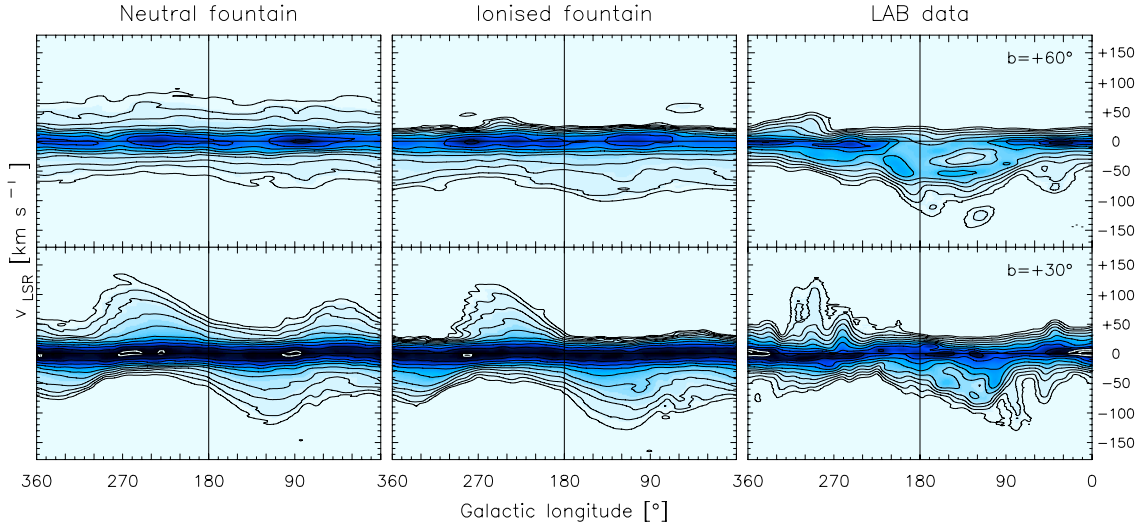 Neutral fountain Ionised fountain LAB data
b=+60°
+150
+100
+50
0
−50
−100
−150
b=+30°
+150
+100
+50
0
−50
−100
−150
v LSR [km s⁻¹]
360 270 180 90 360 270 180 90 360 270 180 90 0
Galactic longitude [°]